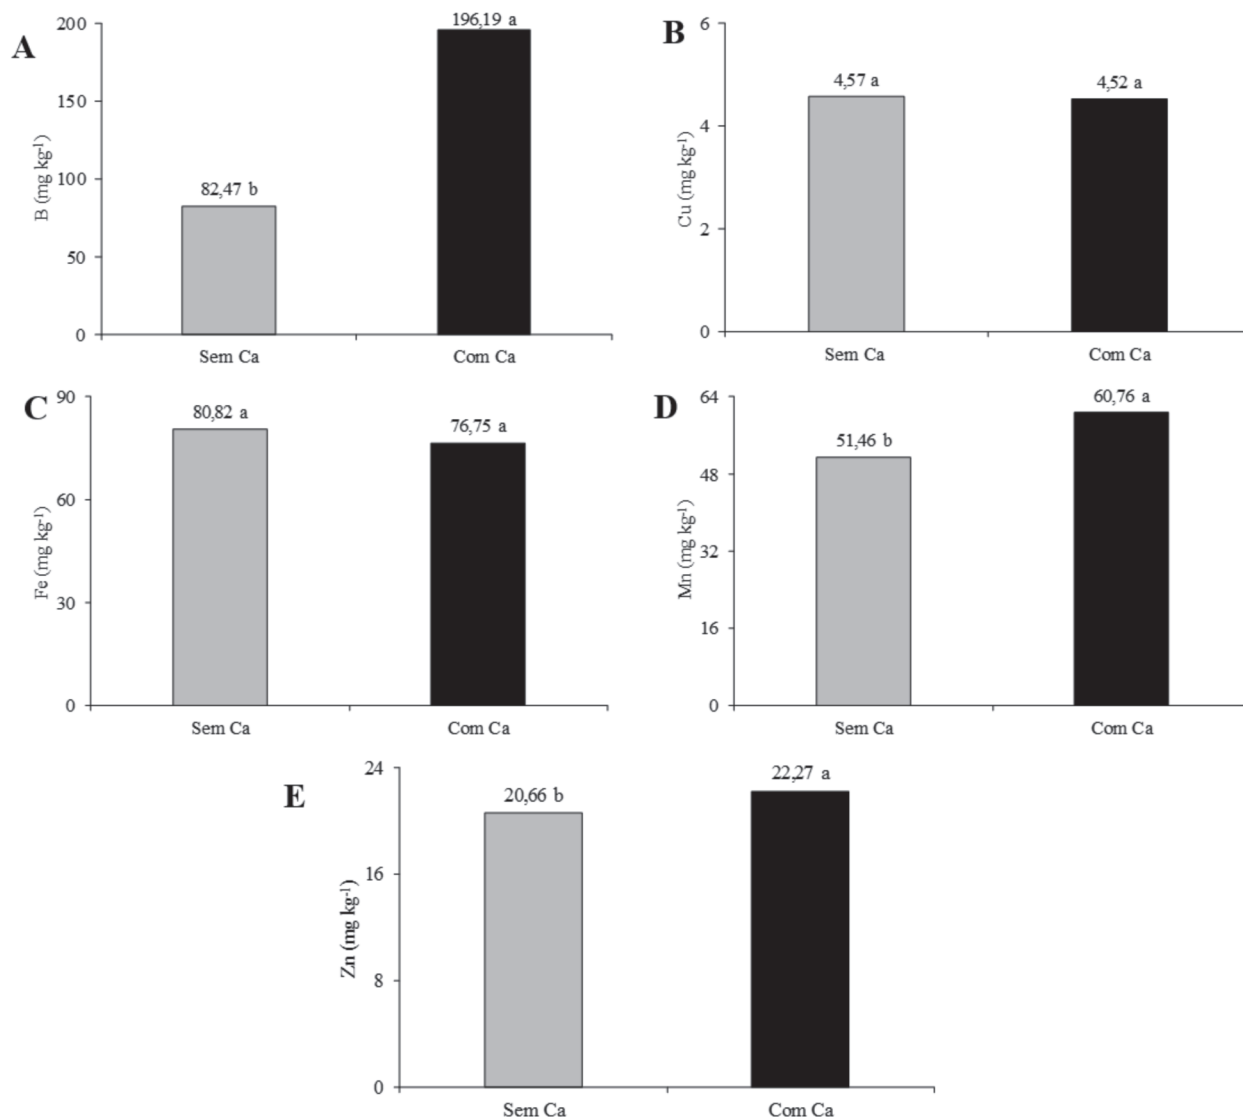 A
B (mg kg-1)
200
150
100
50
0
82,47 b
196,19 a
Sem Ca
Com Ca
B
Cu (mg kg-1)
6
4
2
0
4,57 a
4,52 a
Sem Ca
Com Ca
C
Fe (mg kg-1)
90
60
30
0
80,82 a
76,75 a
Sem Ca
Com Ca
D
Mn (mg kg-1)
64
48
32
16
0
51,46 b
60,76 a
Sem Ca
Com Ca
E
Zn (mg kg-1)
24
16
8
0
20,66 b
22,27 a
Sem Ca
Com Ca